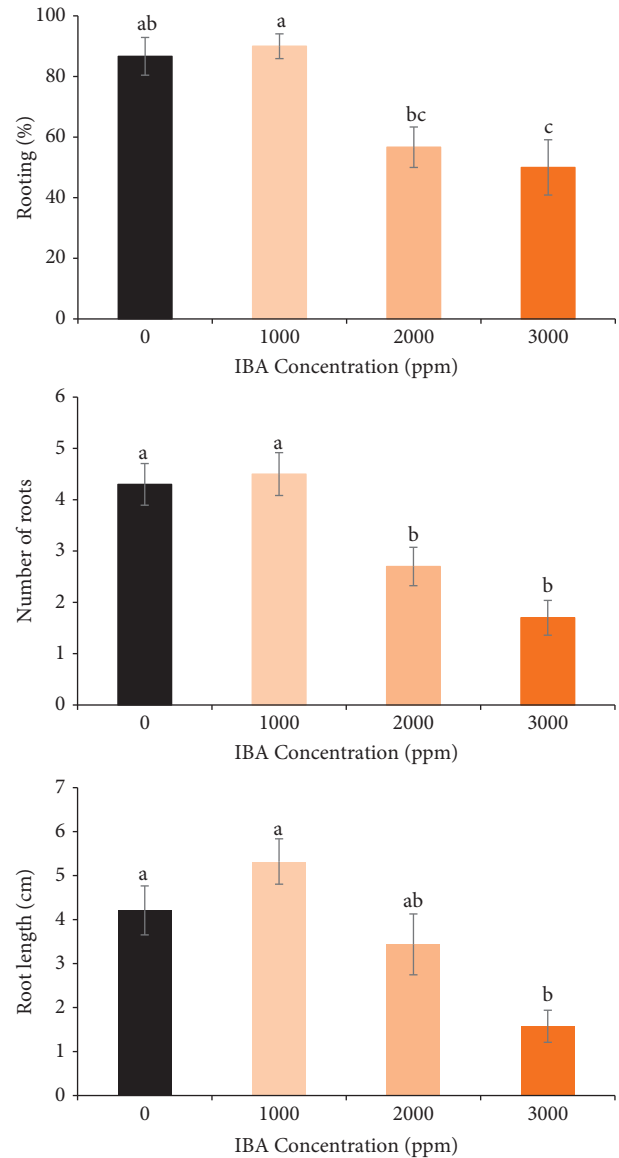 100
80
60
40
20
0
Rooting (%)
ab
a
bc
c
0 1000 2000 3000
IBA Concentration (ppm)
6
5
4
3
2
1
0
Number of roots
a
a
b
b
0 1000 2000 3000
IBA Concentration (ppm)
7
6
5
4
3
2
1
0
Root length (cm)
a
a
ab
b
0 1000 2000 3000
IBA Concentration (ppm)